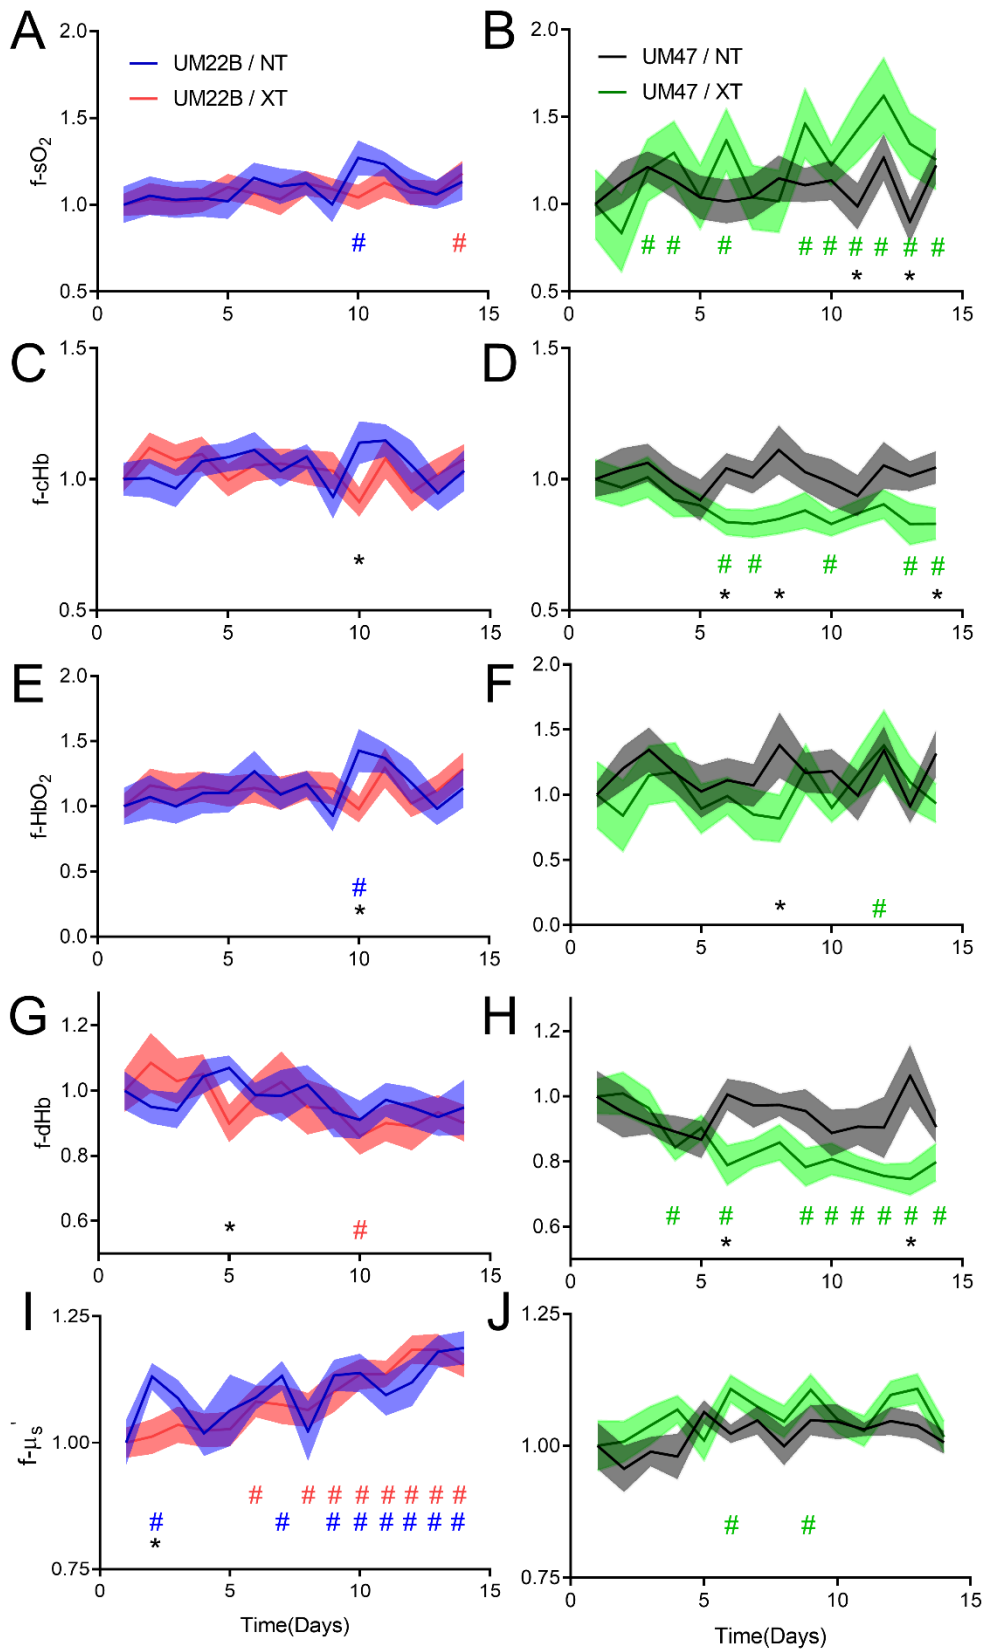 A
2.0
1.5
1.0
0.5
f-sO2
UM22B / NT
UM22B / XT
# #
0 5 10 15
B
2.0
1.5
1.0
0.5
UM47 / NT
UM47 / XT
# # # # # # # # #
* *
0 5 10 15
C
1.5
1.0
0.5
f-cHb
*
0 5 10 15
D
1.5
1.0
0.5
# # # # #
* * *
0 5 10 15
E
2.0
1.5
1.0
0.5
0.0
f-HbO2
#
*
0 5 10 15
F
2.0
1.5
1.0
0.5
0.0
* #
0 5 10 15
G
1.2
1.0
0.8
0.6
f-dHb
* #
0 5 10 15
H
1.2
1.0
0.8
0.6
# # # # # # # #
* *
0 5 10 15
I
1.25
1.00
0.75
f-μs'
# # # # # # # #
# # # # # # # #
*
0 5 10 15
Time(Days)
J
1.25
1.00
0.75
# #
0 5 10 15
Time(Days)